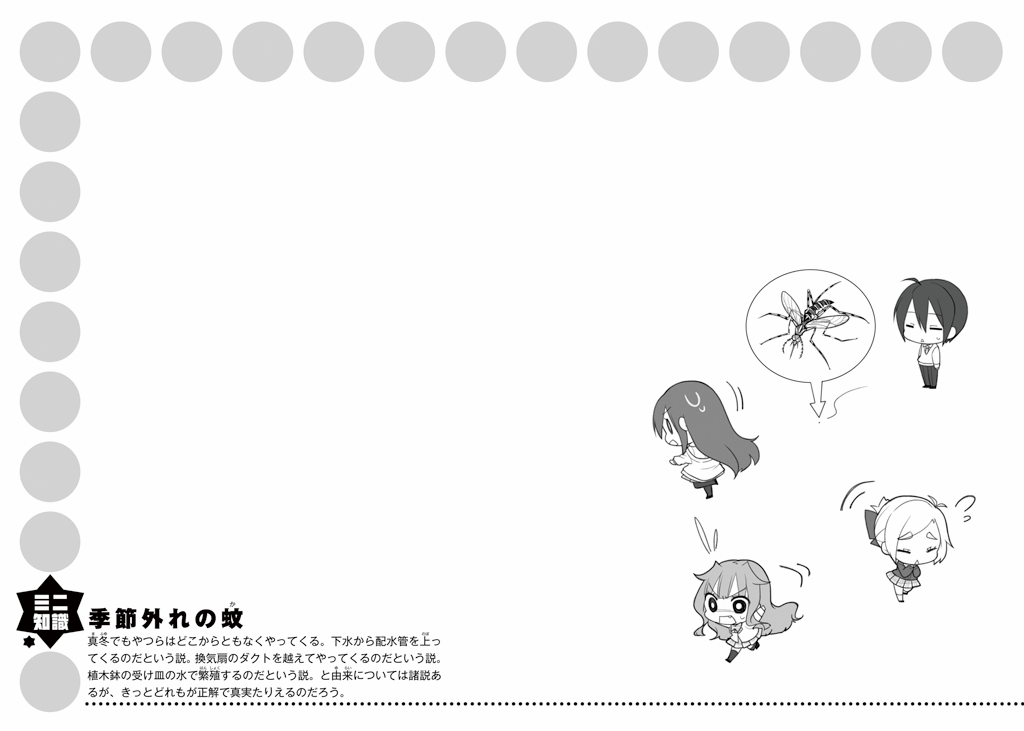 ミニ
知識
季節外れの蚊
真冬でもやつらはどこからともなくやってくる。下水から配水管を上っ
てくるのだという説。換気扇のダクトを越えてやってくるのだという説。
植木鉢の受け皿の水で繁殖するのだという説。と由来については諸説あ
るが、きっとどれもが正解で真実たりえるのだろう。